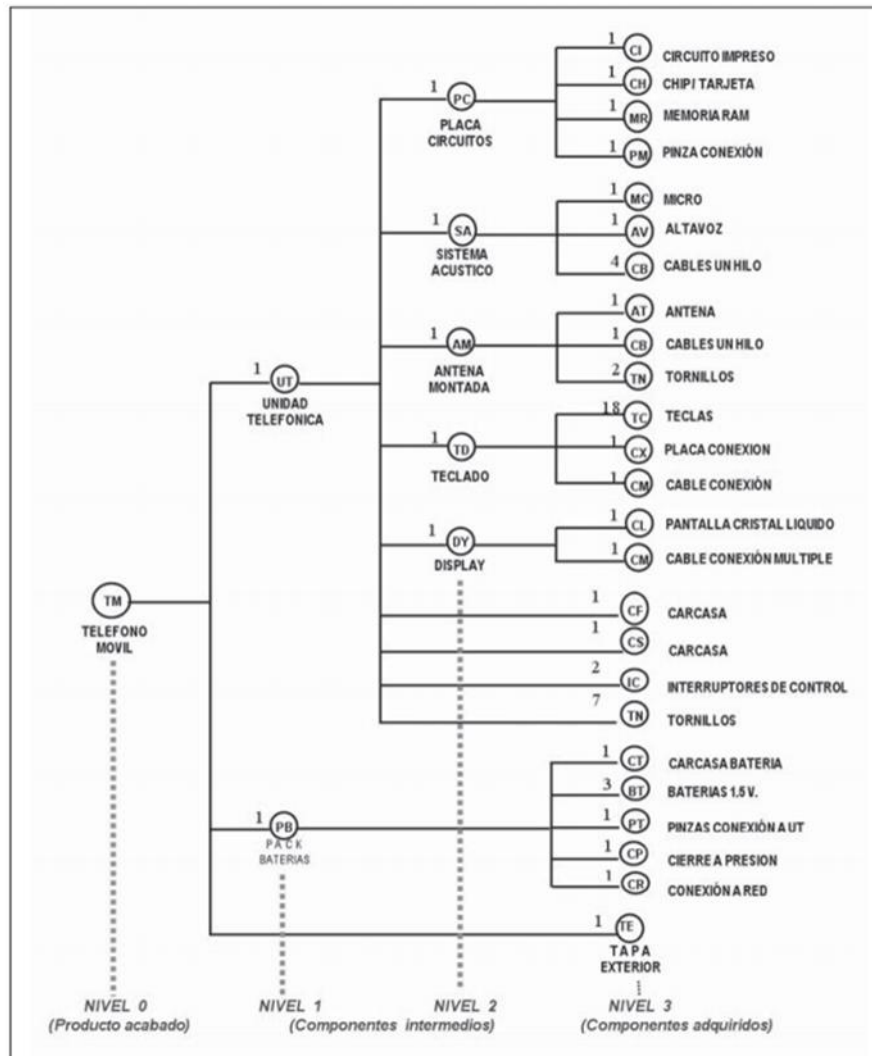 1 CI CIRCUITO IMPRESO
1 CH CHIP/ TARJETA
1 PC
PLACA
CIRCUITOS
1 MR MEMORIA RAM
1 PM PINZA CONEXIÓN
1 MC MICRO
1 SA
SISTEMA
ACUSTICO
1 AV ALTAVOZ
4 CB CABLES UN HILO
1 AT ANTENA
1 AM
ANTENA
MONTADA
1 CB CABLES UN HILO
2 TN TORNILLOS
1 UT
UNIDAD
TELEFONICA
18 TC TECLAS
1 TD
TECLADO
1 CX PLACA CONEXION
1 CM CABLE CONEXIÓN
1 CL PANTALLA CRISTAL LIQUIDO
1 DY
DISPLAY
1 CM CABLE CONEXIÓN MULTIPLE
TM
TELEFONO
MOVIL
1 CF CARCASA
1 CS CARCASA
2 IC INTERRUPTORES DE CONTROL
7 TN TORNILLOS
1 CT CARCASA BATERIA
3 BT BATERIAS 1.5 V.
1 PB
PACK
BATERIAS
1 PT PINZAS CONEXIÓN A UT
1 CP CIERRE A PRESION
1 CR CONEXIÓN A RED
1 TE
TAPA
EXTERIOR
NIVEL 0
(Producto acabado)
NIVEL 1 NIVEL 2
(Componentes intermedios)
NIVEL 3
(Componentes adquiridos)